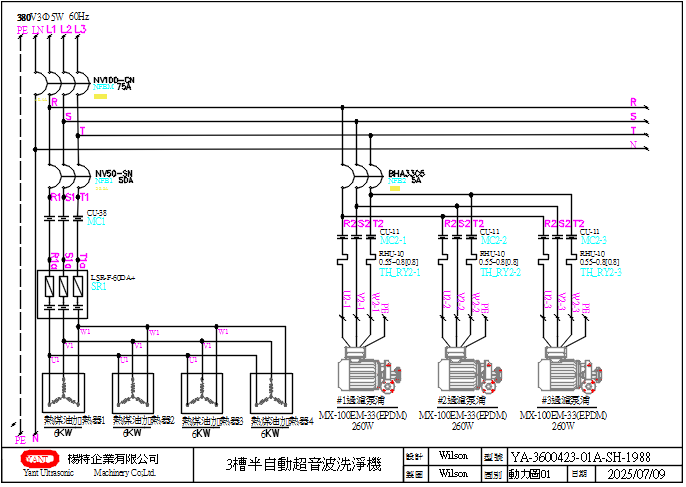 380V3Φ5W 60Hz
PE N L1 L2 L3
NV100-CN
75A
R
S
T
R
S
T
N
NV50-SN
50A
R1 S1 T1
CU-38
MC1
R1a S1a T1a
LSR-F-60DA+
SR1
BHA33C6
5A
R2 S2 T2
R2 S2 T2
R2 S2 T2
CU-11
MC2-1
CU-11
MC2-2
CU-11
MC2-3
RHU-10
0.55-0.8[0.8]
TH_RY2-1
RHU-10
0.55-0.8[0.8]
TH_RY2-2
RHU-10
0.55-0.8[0.8]
TH_RY2-3
U2-1 V2-1 W2-1 PE
U2-2 V2-2 W2-2 PE
U2-3 V2-3 W2-3 PE
W1 W1 W1
V1 V1
U1 U1
熱煤油加熱器1
6KW
熱煤油加熱器2
6KW
熱煤油加熱器3
6KW
熱煤油加熱器4
6KW
#1過濾泵浦
MX-100EM-33(EPDM)
260W
#2過濾泵浦
MX-100EM-33(EPDM)
260W
#3過濾泵浦
MX-100EM-33(EPDM)
260W
PE N
YANT
楊特企業有限公司
Yant Ultrasonic Machinery Co;Ltd.
3槽半自動超音波洗淨機
設計 Wilson 型號 YA-3600423-01A-SH-1988
製圖 Wilson 圖別 動力圖01 日期 2025/07/09